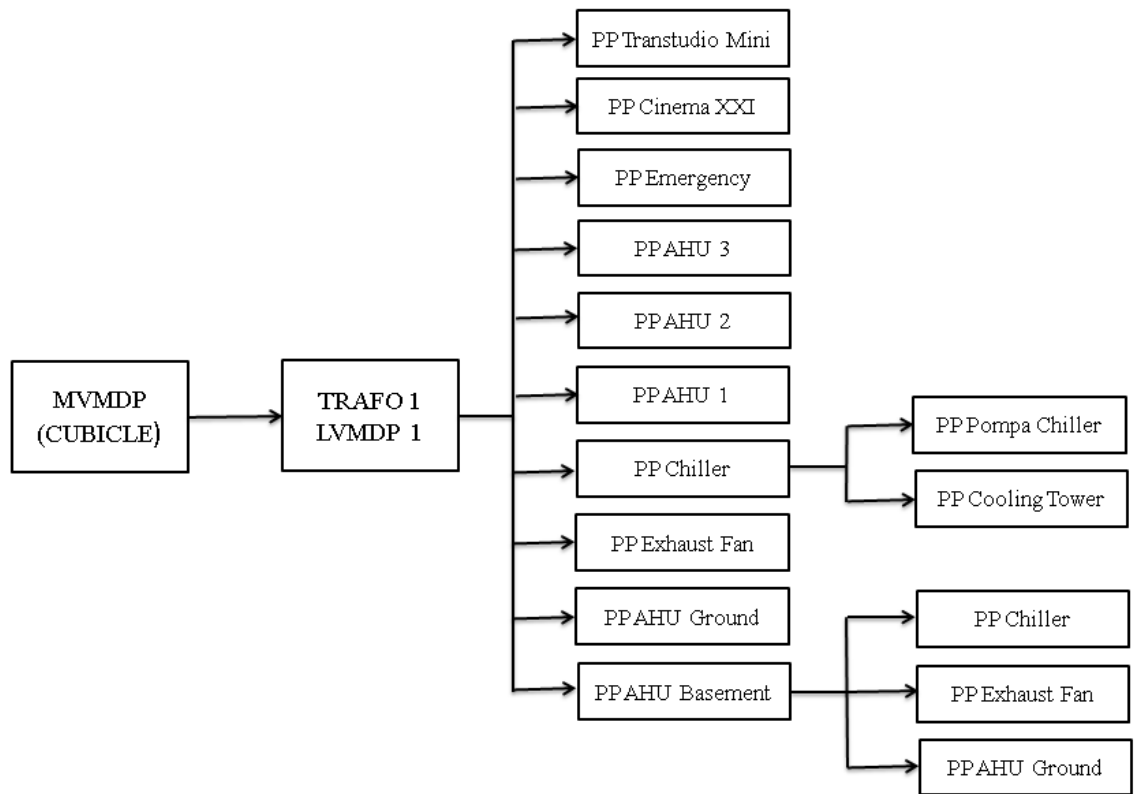 PP Transtudio Mini
PP Cinema XXI
PP Emergency
PP AHU 3
PP AHU 2
MVMDP
(CUBICLE)
TRAFO 1
LVMDP 1
PP AHU 1
PP Pompa Chiller
PP Chiller
PP Cooling Tower
PP Exhaust Fan
PP AHU Ground
PP Chiller
PP AHU Basement
PP Exhaust Fan
PP AHU Ground